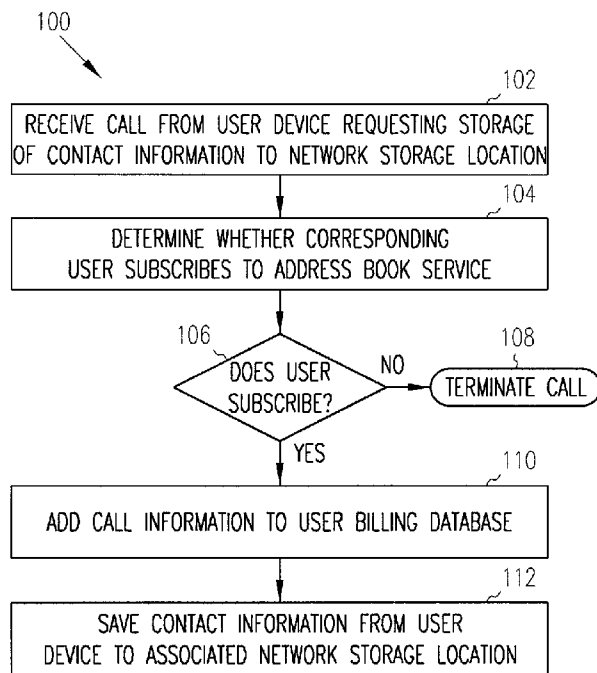 100
102
RECEIVE CALL FROM USER DEVICE REQUESTING STORAGE
OF CONTACT INFORMATION TO NETWORK STORAGE LOCATION
104
DETERMINE WHETHER CORRESPONDING
USER SUBSCRIBES TO ADDRESS BOOK SERVICE
106
DOES USER
SUBSCRIBE?
NO
108
TERMINATE CALL
YES
110
ADD CALL INFORMATION TO USER BILLING DATABASE
112
SAVE CONTACT INFORMATION FROM USER
DEVICE TO ASSOCIATED NETWORK STORAGE LOCATION